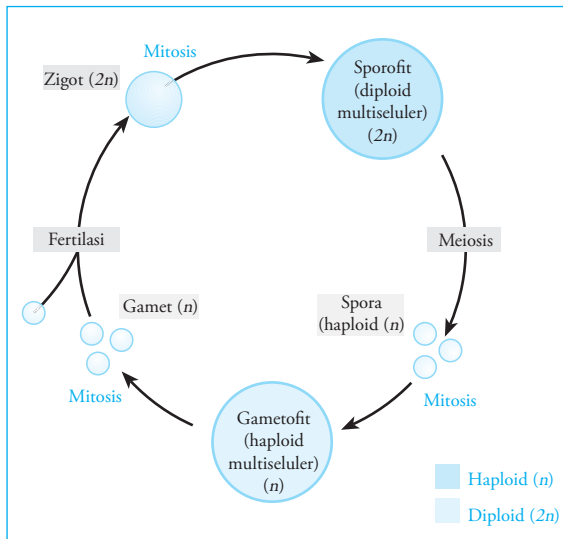 Mitosis
Zigot (2n)
Sporofit
(diploid
multiseluler)
(2n)
Fertilasi
Meiosis
Gamet (n)
Spora
(haploid (n)
Mitosis
Mitosis
Gametofit
(haploid
multiseluler)
(n)
Haploid (n)
Diploid (2n)